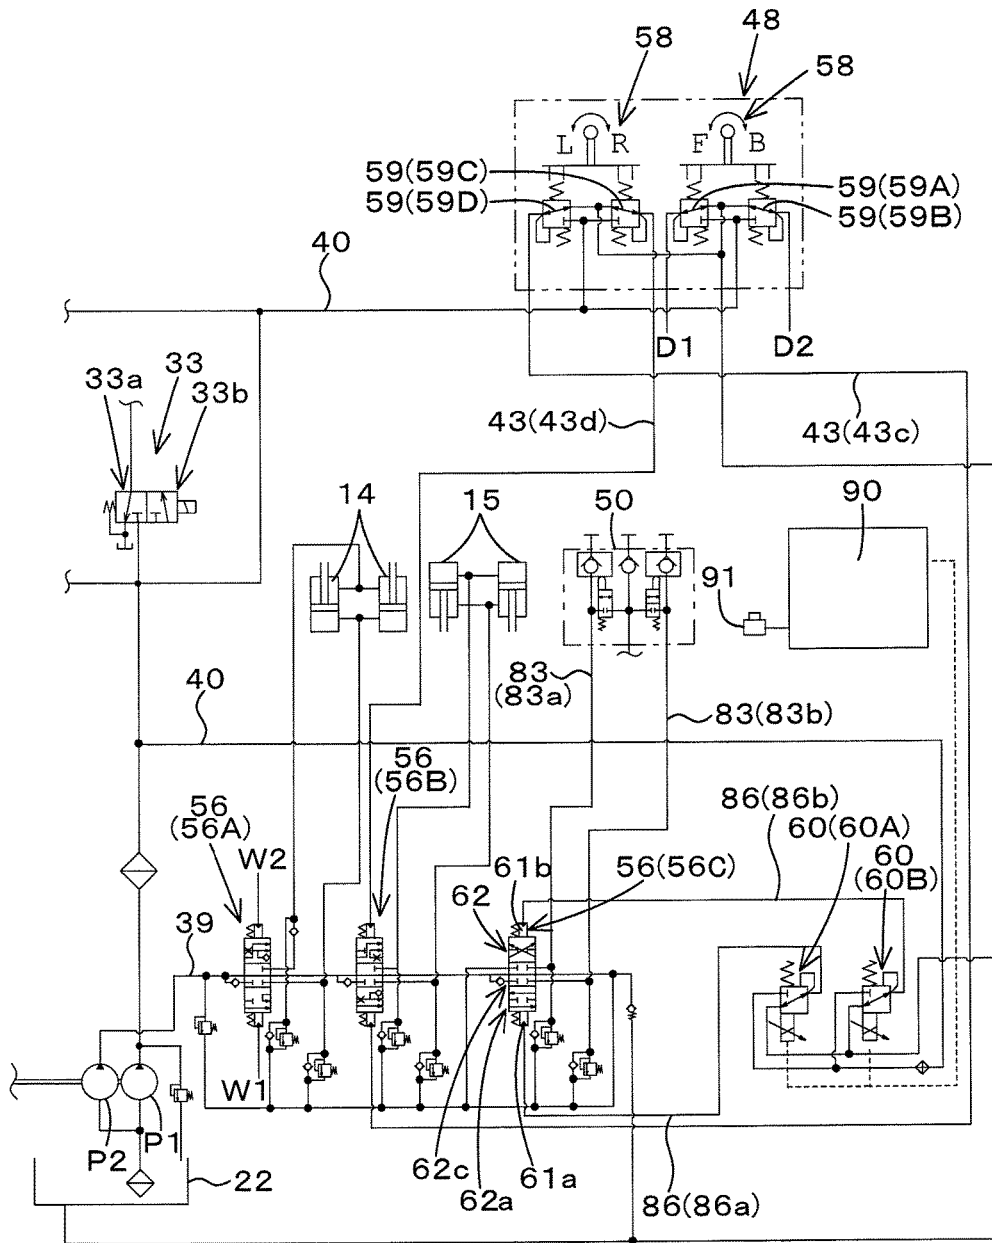 48
58
58
L R F B
59(59C)
59(59D)
59(59A)
59(59B)
40
D1 D2
33
33a
33b
43(43d)
43(43c)
14 15 50 90
91
83
(83a)
83(83b)
40
56
(56B)
56
(56A)
W2
86(86b)
60(60A)
60
(60B)
61b
56(56C)
62
39
W1
P2 P1
22
62c
62a
61a
86(86a)